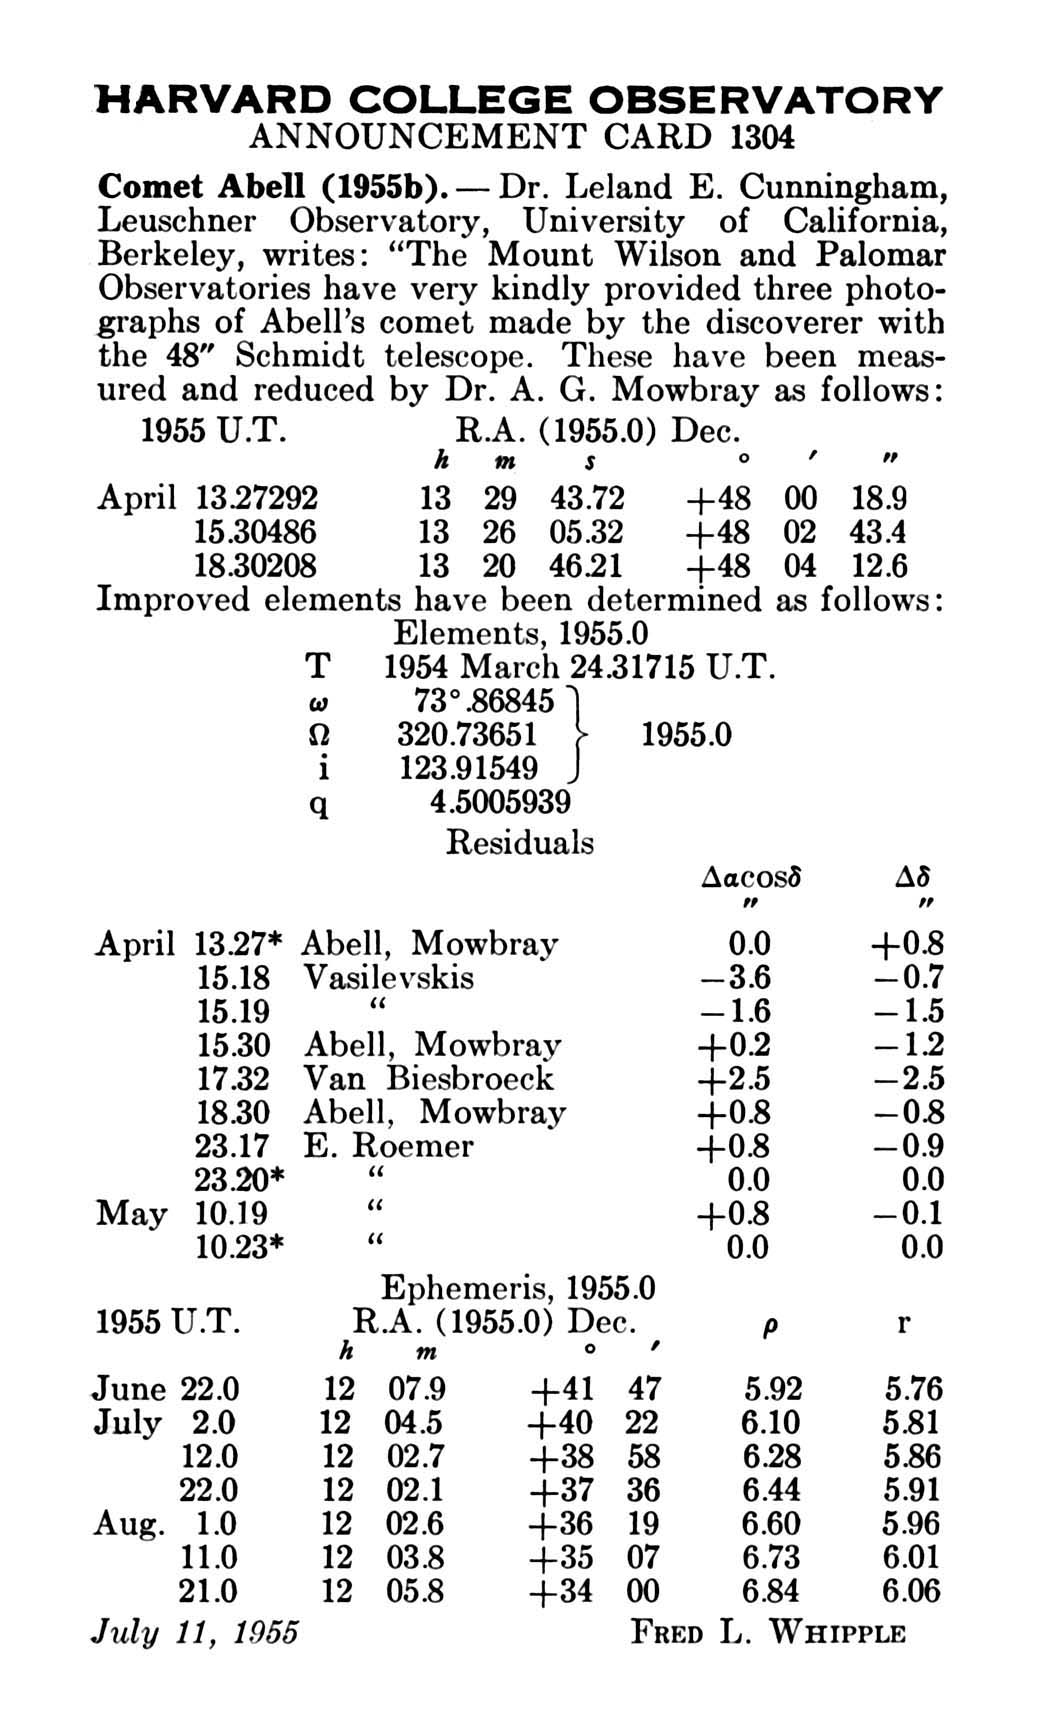 HARVARD COLLEGE OBSERVATORY
ANNOUNCEMENT CARD 1304
Comet Abell (1955b). — Dr. Leland E. Cunningham,
Leuschner Observatory, University of California,
Berkeley, writes: “The Mount Wilson and Palomar
Observatories have very kindly provided three photo-
graphs of Abell’s comet made by the discoverer with
the 48″ Schmidt telescope. These have been meas-
ured and reduced by Dr. A. G. Mowbray as follows:
1955 U.T. R.A. (1955.0) Dec.
h m s ° ′ ″
April 13.27292 13 29 43.72 +48 00 18.9
15.30486 13 26 05.32 +48 02 43.4
18.30208 13 20 46.21 +48 04 12.6
Improved elements have been determined as follows:
Elements, 1955.0
T 1954 March 24.31715 U.T.
ω 73°.86845
Ω 320.73651 } 1955.0
i 123.91549
q 4.5005939
Residuals
Δαcosδ Δδ
″ ″
April 13.27* Abell, Mowbray 0.0 +0.8
15.18 Vasilevskis −3.6 −0.7
15.19 “ −1.6 −1.5
15.30 Abell, Mowbray +0.2 −1.2
17.32 Van Biesbroeck +2.5 −2.5
18.30 Abell, Mowbray +0.8 −0.8
23.17 E. Roemer +0.8 −0.9
23.20* “ 0.0 0.0
May 10.19 “ +0.8 −0.1
10.23* “ 0.0 0.0
Ephemeris, 1955.0
1955 U.T. R.A. (1955.0) Dec. ρ r
h m ° ′
June 22.0 12 07.9 +41 47 5.92 5.76
July 2.0 12 04.5 +40 22 6.10 5.81
12.0 12 02.7 +38 58 6.28 5.86
22.0 12 02.1 +37 36 6.44 5.91
Aug. 1.0 12 02.6 +36 19 6.60 5.96
11.0 12 03.8 +35 07 6.73 6.01
21.0 12 05.8 +34 00 6.84 6.06
July 11, 1955 FRED L. WHIPPLE